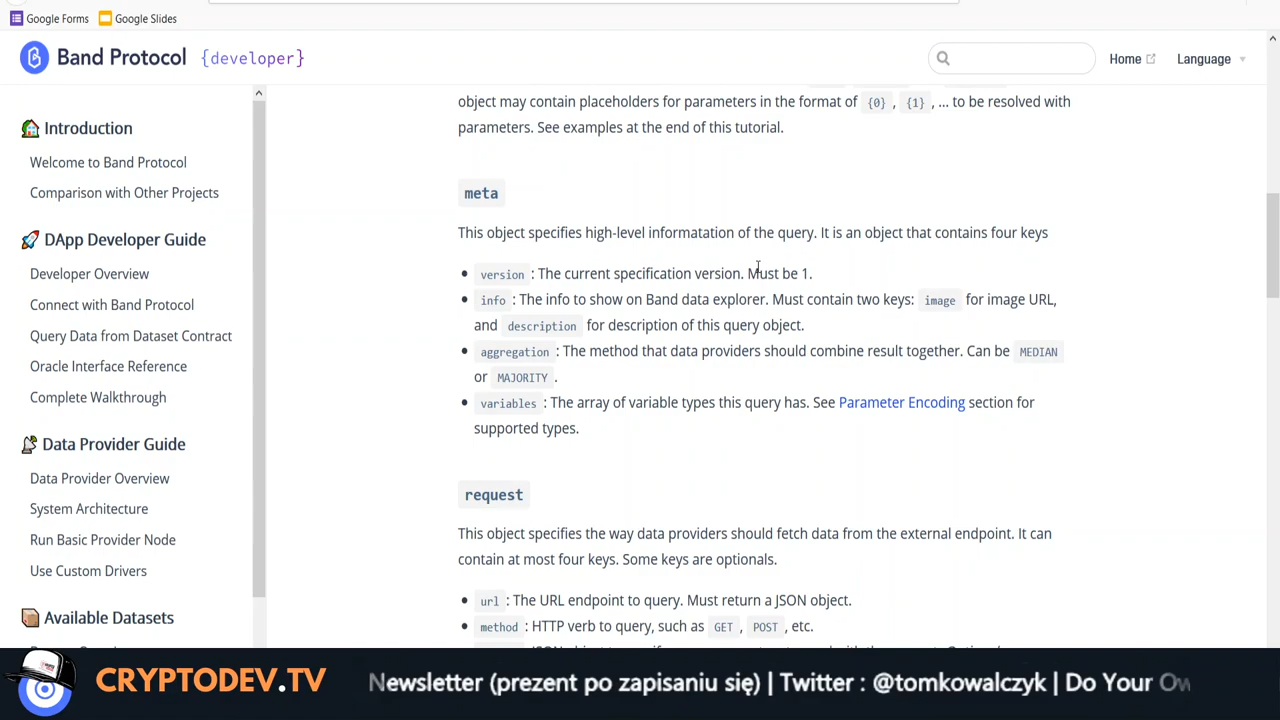 Google Forms
Google Slides
Band Protocol {developer}
Home
Language
Introduction
Welcome to Band Protocol
Comparison with Other Projects
DApp Developer Guide
Developer Overview
Connect with Band Protocol
Query Data from Dataset Contract
Oracle Interface Reference
Complete Walkthrough
Data Provider Guide
Data Provider Overview
System Architecture
Run Basic Provider Node
Use Custom Drivers
Available Datasets
object may contain placeholders for parameters in the format of {0} , {1} , ... to be resolved with
parameters. See examples at the end of this tutorial.
meta
This object specifies high-level informatation of the query. It is an object that contains four keys
version : The current specification version. Must be 1.
info : The info to show on Band data explorer. Must contain two keys: image for image URL,
and description for description of this query object.
aggregation : The method that data providers should combine result together. Can be MEDIAN
or MAJORITY .
variables : The array of variable types this query has. See Parameter Encoding section for
supported types.
request
This object specifies the way data providers should fetch data from the external endpoint. It can
contain at most four keys. Some keys are optionals.
url : The URL endpoint to query. Must return a JSON object.
method : HTTP verb to query, such as GET , POST , etc.
CRYPTODEV.TV
Newsletter (prezent po zapisaniu się) | Twitter : @tomkowalczyk | Do Your Ow